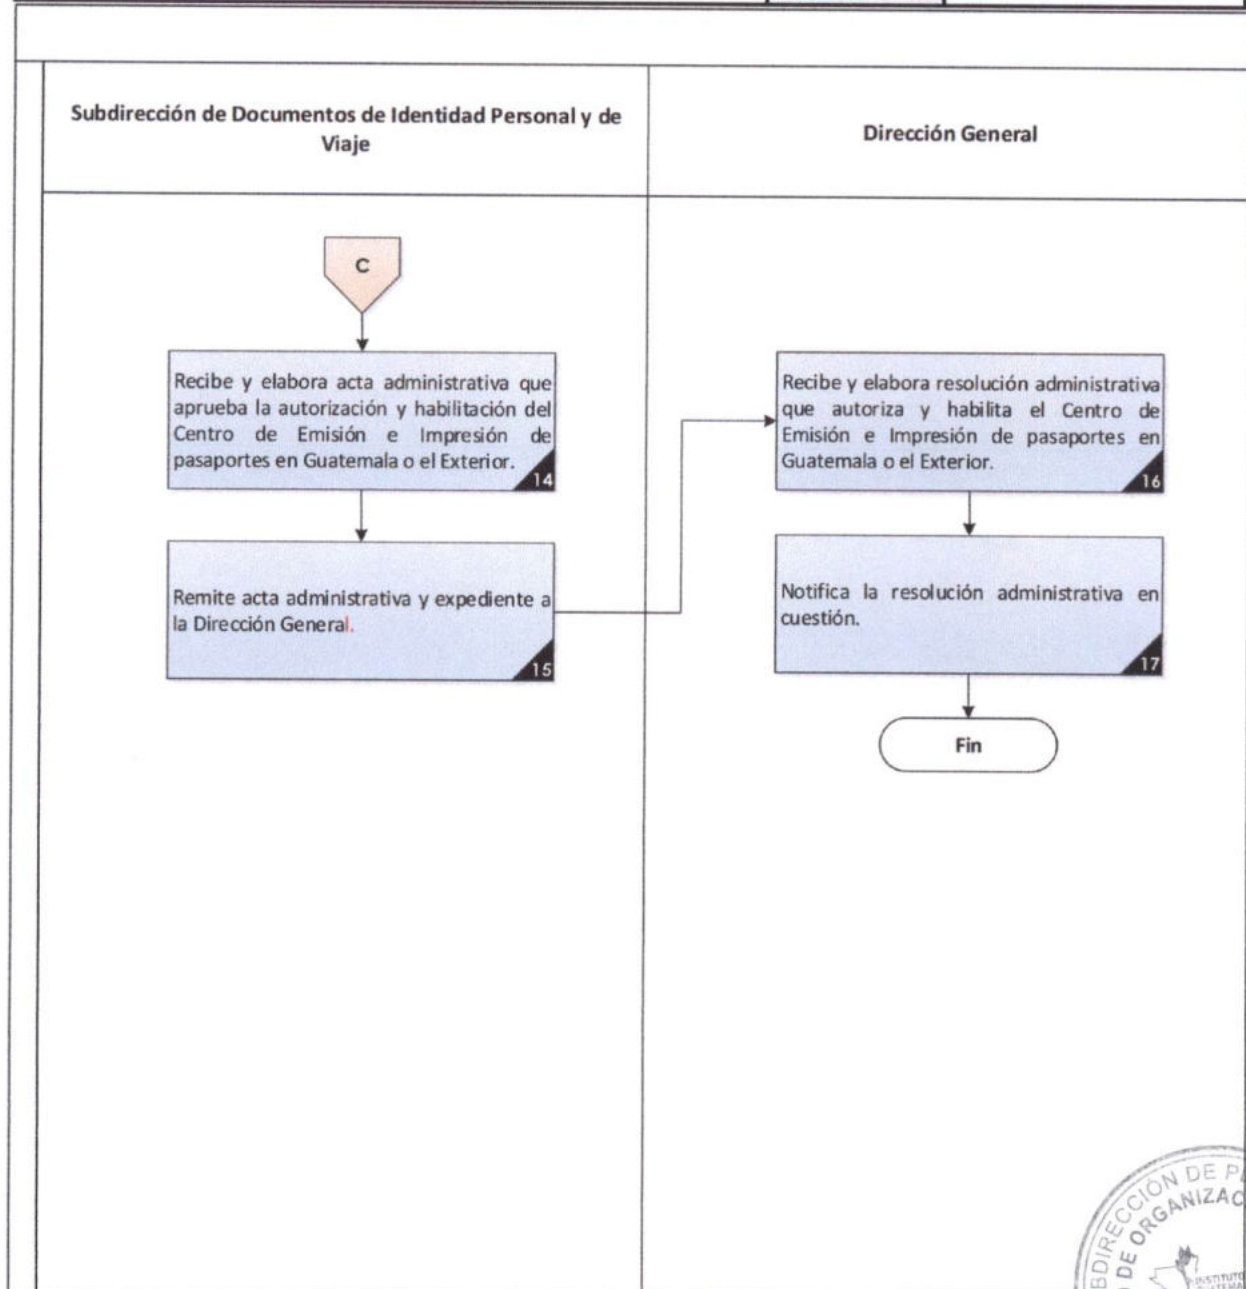 Subdirección de Documentos de Identidad Personal y de
Viaje
Dirección General
C
Recibe y elabora acta administrativa que
aprueba la autorización y habilitación del
Centro de Emisión e Impresión de
pasaportes en Guatemala o el Exterior.
14
Remite acta administrativa y expediente a
la Dirección General.
15
Recibe y elabora resolución administrativa
que autoriza y habilita el Centro de
Emisión e Impresión de pasaportes en
Guatemala o el Exterior.
16
Notifica la resolución administrativa en
cuestión.
17
Fin
DE
DE
INSTITUTO